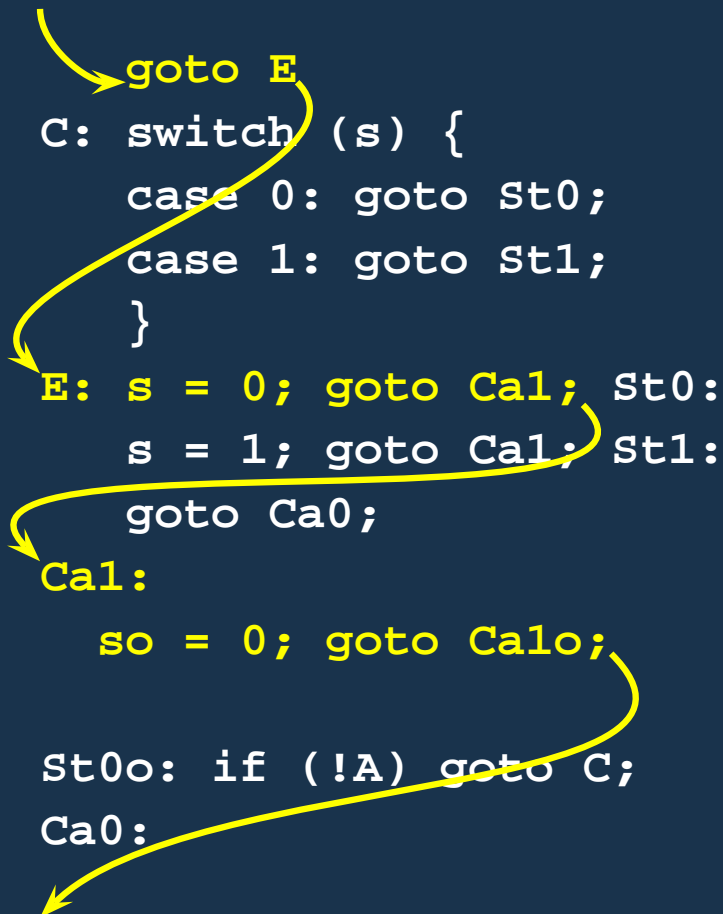 goto E
C: switch (s) {
case 0: goto St0;
case 1: goto St1;
}
E: s = 0; goto Ca1; St0:
s = 1; goto Ca1; St1:
goto Ca0;
Ca1:
so = 0; goto Ca1o;
St0o: if (!A) goto C;
Ca0: